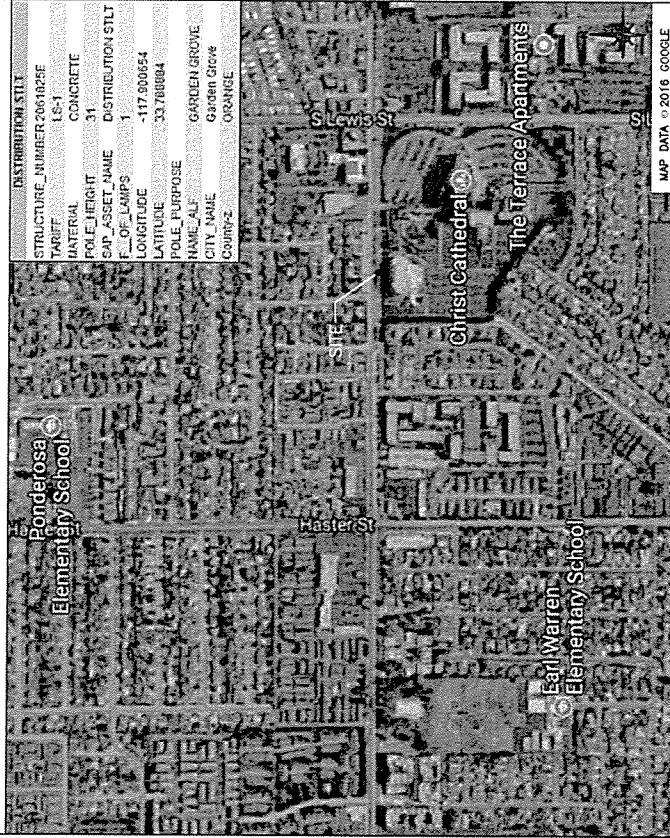 DISTRIBUTION STLT
STRUCTURE_NUMBER 2061825E
TARIFF LS-1
MATERIAL CONCRETE
POLE_HEIGHT 31
SAP_ASSET_NAME DISTRIBUTION STLT
F__OF_LAMPS 1
LONGITUDE -117.900654
LATITUDE 33.788884
POLE_PURPOSE
NAME_ALF GARDEN GROVE
CITY_NAME Garden Grove
County-z ORANGE
Ponderosa
Elementary School
S Lewis St
SITE
Haster St
Christ Cathedral
The Terrace Apartments
Earl Warren
Elementary School
MAP DATA © 2016 GOOGLE